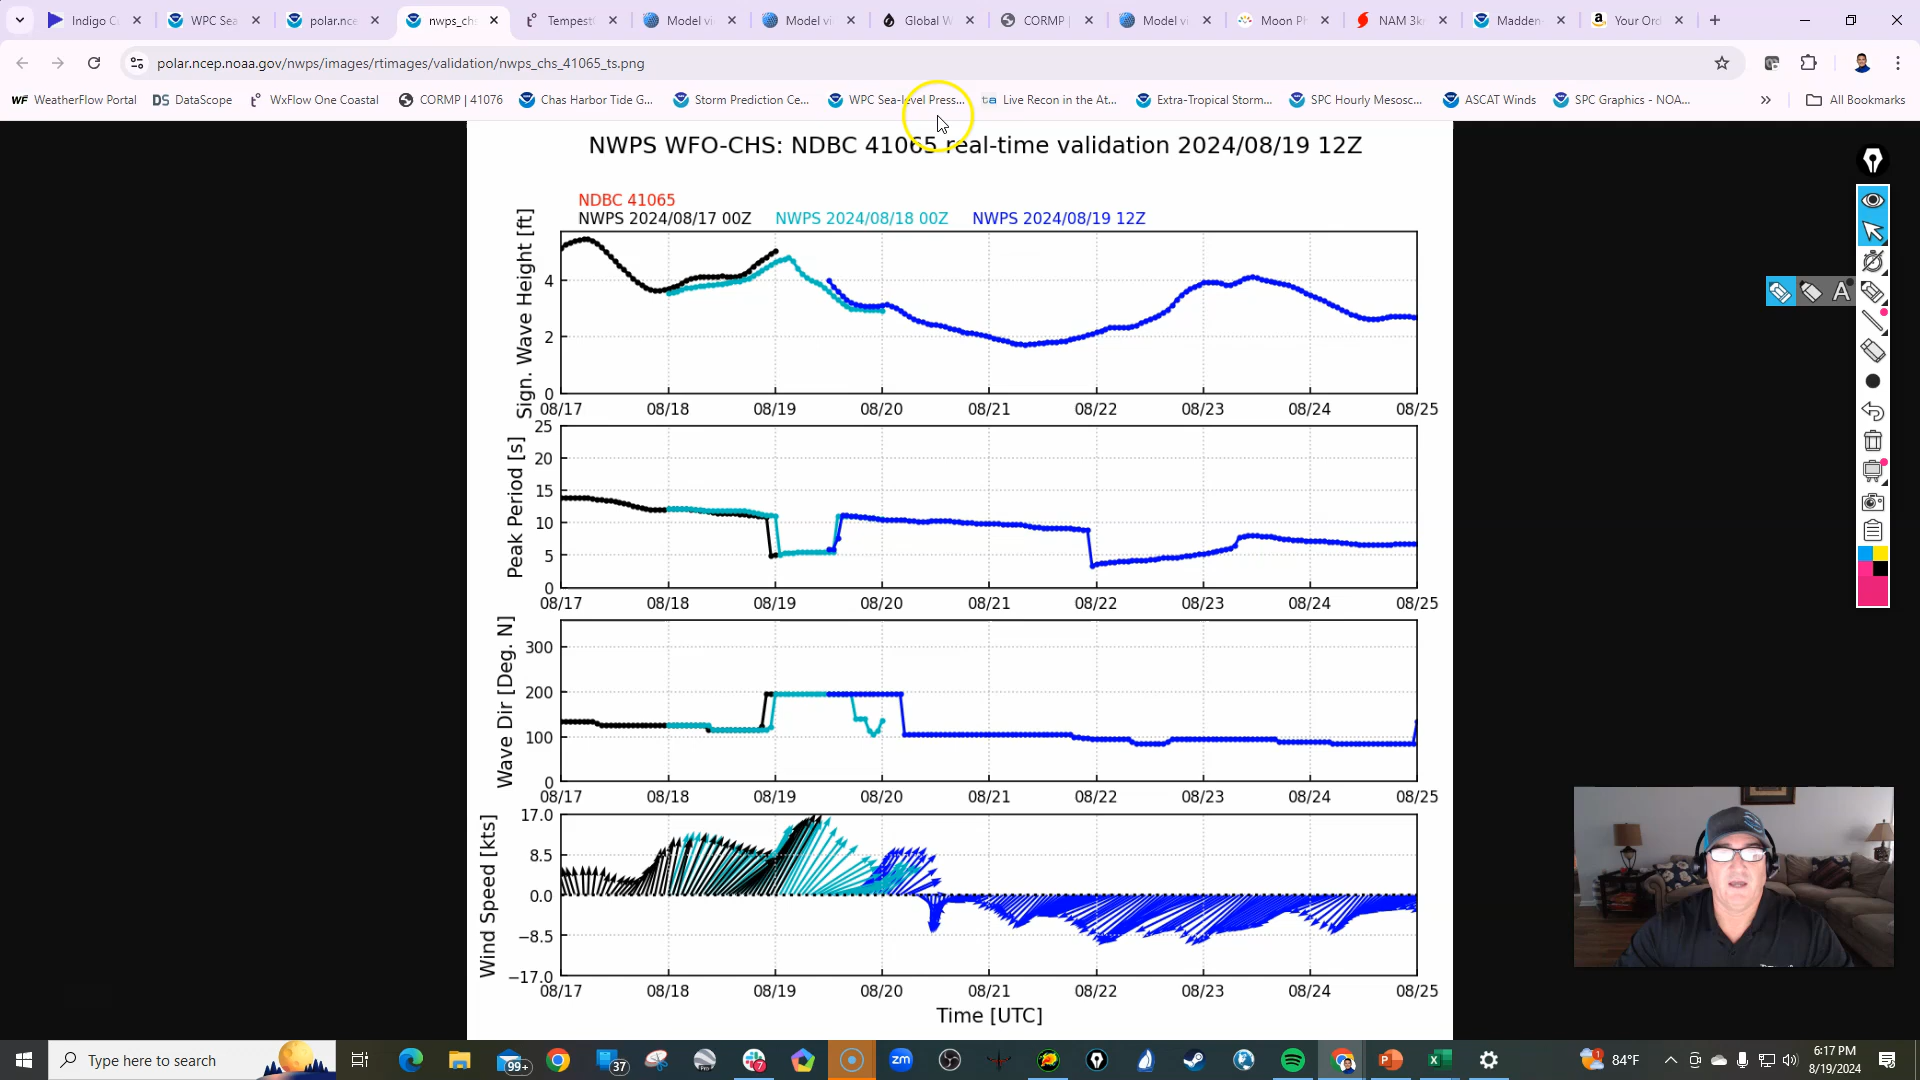 Indigo Cu
WPC Sea
polar.nce
nwps_chs
Tempest
Model vi
Model vi
Global W
CORMP |
Model vi
Moon Ph
NAM 3k
Madden-
Your Ord
polar.ncep.noaa.gov/nwps/images/rtimages/validation/nwps_chs_41065_ts.png
WF WeatherFlow Portal
DS DataScope
WxFlow One Coastal
CORMP | 41076
Chas Harbor Tide G...
Storm Prediction Ce...
WPC Sea-level Press...
Live Recon in the At...
Extra-Tropical Storm...
SPC Hourly Mesosc...
ASCAT Winds
SPC Graphics - NOA...
All Bookmarks
NWPS WFO-CHS: NDBC 41065 real-time validation 2024/08/19 12Z
NDBC 41065
NWPS 2024/08/17 00Z NWPS 2024/08/18 00Z NWPS 2024/08/19 12Z
Sign. Wave Height [ft]
4
2
0
08/17 08/18 08/19 08/20 08/21 08/22 08/23 08/24 08/25
Peak Period [s]
25
20
15
10
5
0
08/17 08/18 08/19 08/20 08/21 08/22 08/23 08/24 08/25
Wave Dir [Deg. N]
300
200
100
0
08/17 08/18 08/19 08/20 08/21 08/22 08/23 08/24 08/25
Wind Speed [kts]
17.0
8.5
0.0
−8.5
−17.0
08/17 08/18 08/19 08/20 08/21 08/22 08/23 08/24 08/25
Time [UTC]
A
Type here to search
99+
37
zm
84°F
6:17 PM
8/19/2024